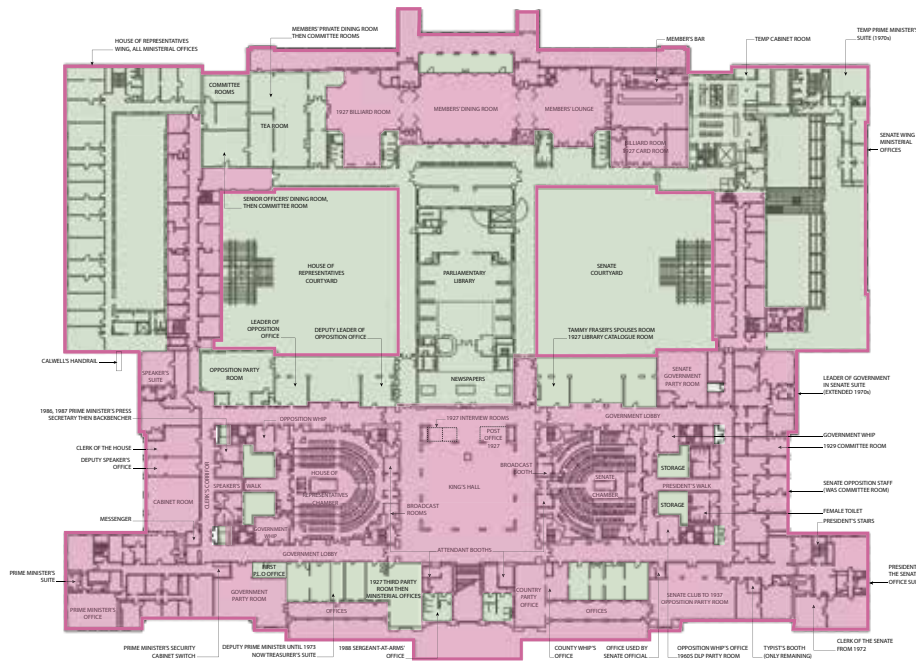 MEMBERS' PRIVATE DINING ROOM
THEN COMMITTEE ROOMS
HOUSE OF REPRESENTATIVES
WING, ALL MINISTERIAL OFFICES
MEMBER'S BAR
TEMP CABINET ROOM
TEMP PRIME MINISTER'S
SUITE (1970s)
COMMITTEE
ROOMS
TEA ROOM
1927 BILLIARD ROOM
MEMBERS' DINING ROOM
MEMBERS' LOUNGE
BILLIARD ROOM
1927 CARD ROOM
SENATE WING
MINISTERIAL
OFFICES
SENIOR OFFICERS' DINING ROOM,
THEN COMMITTEE ROOM
HOUSE OF
REPRESENTATIVES
COURTYARD
PARLIAMENTARY
LIBRARY
SENATE
COURTYARD
LEADER OF
OPPOSITION
OFFICE
DEPUTY LEADER OF
OPPOSITION OFFICE
TAMMY FRASER'S SPOUSES ROOM
1927 LIBRARY CATALOGUE ROOM
CALWELL'S HANDRAIL
SPEAKER'S
SUITE
OPPOSITION PARTY
ROOM
NEWSPAPERS
SENATE
GOVERNMENT
PARTY ROOM
LEADER OF GOVERNMENT
IN SENATE SUITE
(EXTENDED 1970s)
1986, 1987 PRIME MINISTER'S PRESS
SECRETARY THEN BACKBENCHER
OPPOSITION WHIP
1927 INTERVIEW ROOMS
POST
OFFICE
1927
GOVERNMENT LOBBY
GOVERNMENT WHIP
1929 COMMITTEE ROOM
CLERK OF THE HOUSE
DEPUTY SPEAKER'S
OFFICE
CABINET ROOM
CLERK'S CORRIDOR
SPEAKER'S WALK
HOUSE OF
REPRESENTATIVES
CHAMBER
KING'S HALL
BROADCAST
BOOTH
SENATE
CHAMBER
STORAGE
PRESIDENT'S WALK
STORAGE
SENATE OPPOSITION STAFF
(WAS COMMITTEE ROOM)
FEMALE TOILET
PRESIDENT'S STAIRS
MESSENGER
GOVERNMENT
WHIP
BROADCAST
ROOMS
GOVERNMENT LOBBY
ATTENDANT BOOTHS
PRIME MINISTER'S
SUITE
FIRST
P.L.O OFFICE
GOVERNMENT
PARTY ROOM
1927 THIRD PARTY
ROOM THEN
MINISTERIAL OFFICES
COUNTRY
PARTY
OFFICE
SENATE CLUB TO 1937
OPPOSITION PARTY ROOM
PRIME MINISTER'S
OFFICE
OFFICES
OFFICES
PRIME MINISTER'S SECURITY
CABINET SWITCH
DEPUTY PRIME MINISTER UNTIL 1973
NOW TREASURER'S SUITE
1988 SERGEANT-AT-ARMS'
OFFICE
COUNTY WHIP'S
OFFICE
OFFICE USED BY
SENATE OFFICIAL
OPPOSITION WHIP'S OFFICE
1960S DLP PARTY ROOM
TYPIST'S BOOTH
(ONLY REMAINING)
CLERK OF THE SENATE
FROM 1972
PRESIDENT
THE SENAT
OFFICE SU